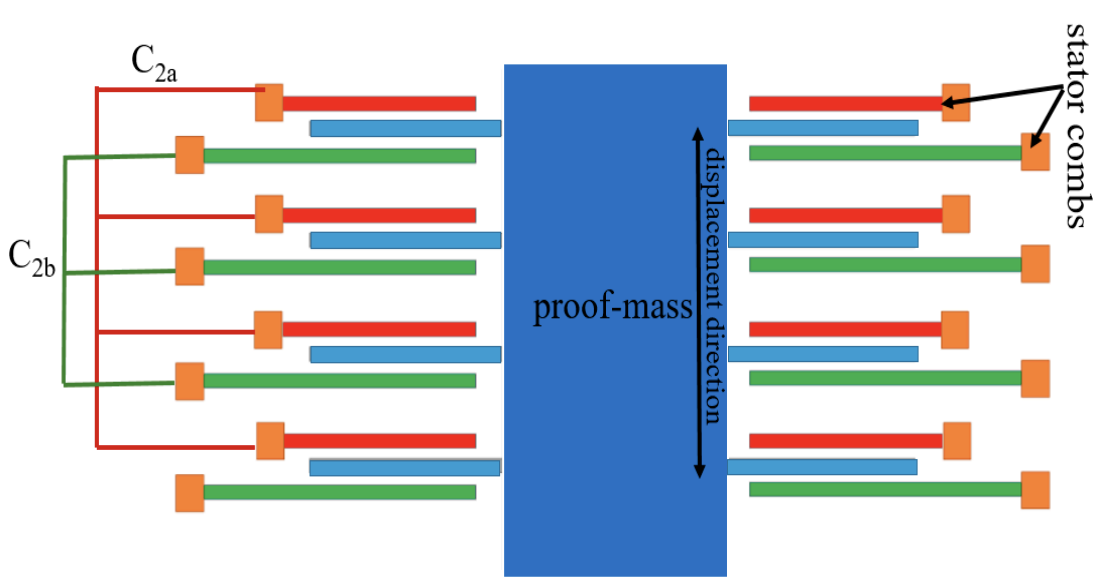 C2a
stator combs
displacement direction
C2b
proof-mass